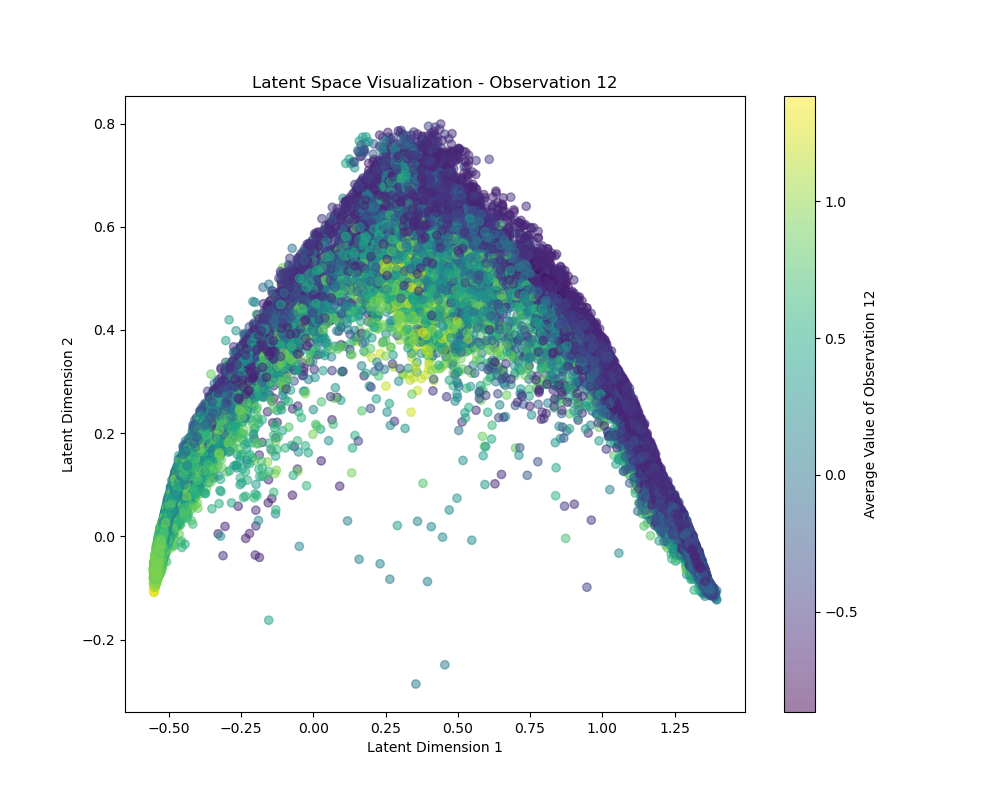 Latent Space Visualization - Observation 12
0.8
0.6
0.4
0.2
0.0
−0.2
Latent Dimension 2
−0.50 −0.25 0.00 0.25 0.50 0.75 1.00 1.25
Latent Dimension 1
1.0
0.5
0.0
−0.5
Average Value of Observation 12